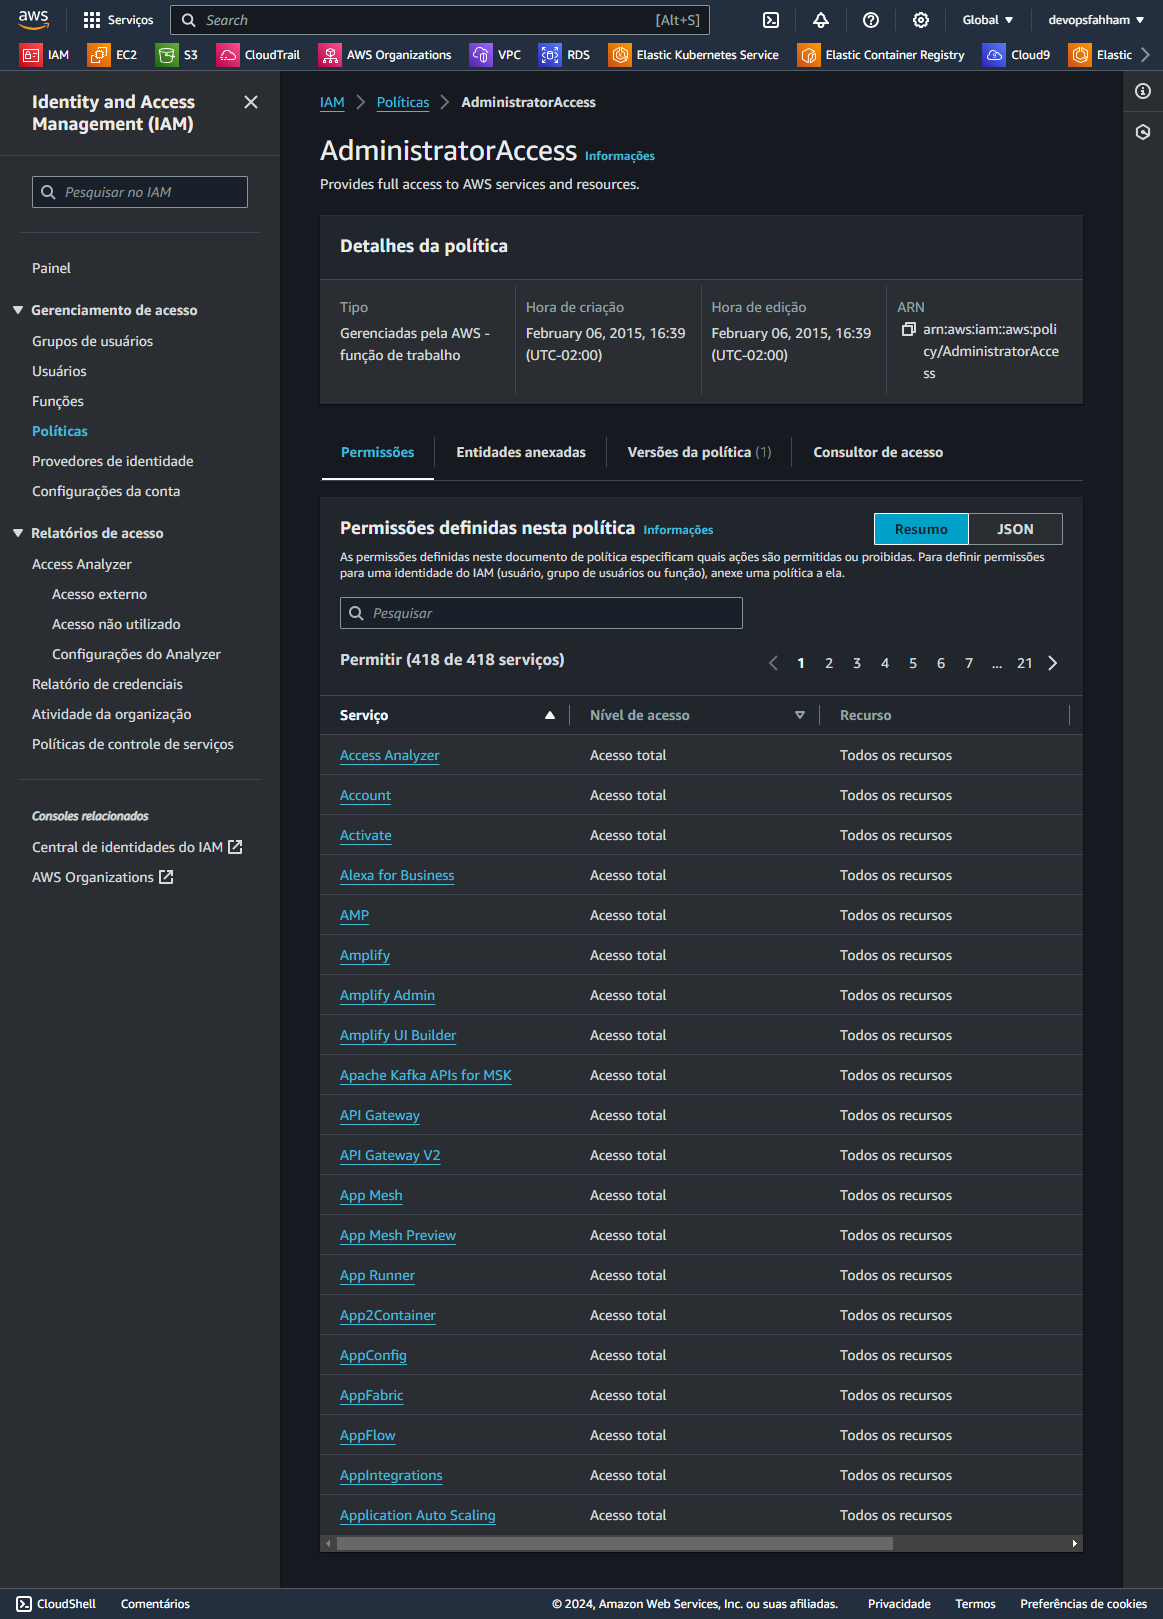 aws
Serviços
Search
[Alt+S]
Global
devopsfahham
IAM
EC2
S3
CloudTrail
AWS Organizations
VPC
RDS
Elastic Kubernetes Service
Elastic Container Registry
Cloud9
Elastic
Identity and Access
Management (IAM)
Pesquisar no IAM
Painel
Gerenciamento de acesso
Grupos de usuários
Usuários
Funções
Políticas
Provedores de identidade
Configurações da conta
Relatórios de acesso
Access Analyzer
Acesso externo
Acesso não utilizado
Configurações do Analyzer
Relatório de credenciais
Atividade da organização
Políticas de controle de serviços
Consoles relacionados
Central de identidades do IAM
AWS Organizations
IAM > Políticas > AdministratorAccess
AdministratorAccess Informações
Provides full access to AWS services and resources.
Detalhes da política
Tipo
Gerenciadas pela AWS -
função de trabalho
Hora de criação
February 06, 2015, 16:39
(UTC-02:00)
Hora de edição
February 06, 2015, 16:39
(UTC-02:00)
ARN
arn:aws:iam::aws:poli
cy/AdministratorAcce
ss
Permissões
Entidades anexadas
Versões da política (1)
Consultor de acesso
Permissões definidas nesta política Informações
Resumo
JSON
As permissões definidas neste documento de política especificam quais ações são permitidas ou proibidas. Para definir permissões
para uma identidade do IAM (usuário, grupo de usuários ou função), anexe uma política a ela.
Pesquisar
Permitir (418 de 418 serviços)
1 2 3 4 5 6 7 ... 21
Serviço Nível de acesso Recurso
Access Analyzer Acesso total Todos os recursos
Account Acesso total Todos os recursos
Activate Acesso total Todos os recursos
Alexa for Business Acesso total Todos os recursos
AMP Acesso total Todos os recursos
Amplify Acesso total Todos os recursos
Amplify Admin Acesso total Todos os recursos
Amplify UI Builder Acesso total Todos os recursos
Apache Kafka APIs for MSK Acesso total Todos os recursos
API Gateway Acesso total Todos os recursos
API Gateway V2 Acesso total Todos os recursos
App Mesh Acesso total Todos os recursos
App Mesh Preview Acesso total Todos os recursos
App Runner Acesso total Todos os recursos
App2Container Acesso total Todos os recursos
AppConfig Acesso total Todos os recursos
AppFabric Acesso total Todos os recursos
AppFlow Acesso total Todos os recursos
AppIntegrations Acesso total Todos os recursos
Application Auto Scaling Acesso total Todos os recursos
CloudShell
Comentários
© 2024, Amazon Web Services, Inc. ou suas afiliadas.
Privacidade
Termos
Preferências de cookies